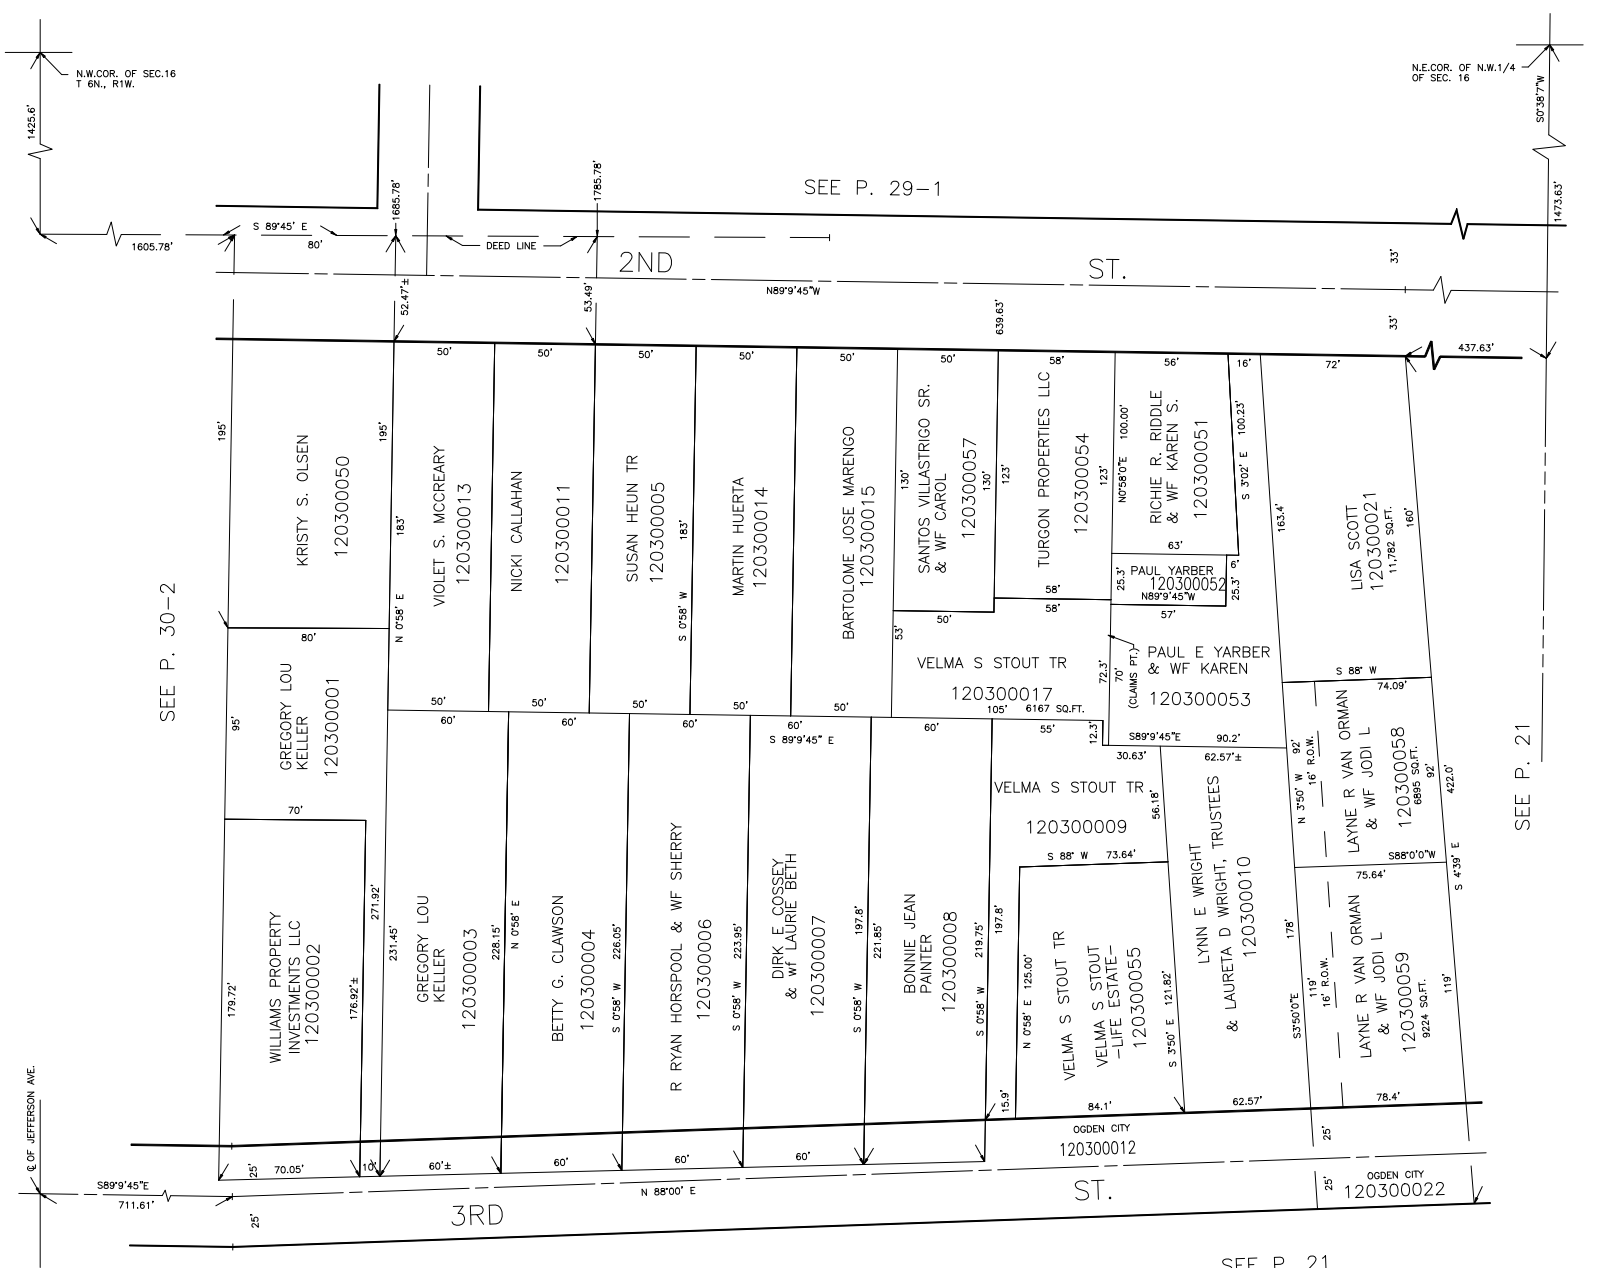 N.W.COR. OF SEC.16
T 6N., R1W.
N.E.COR. OF N.W.1/4
OF SEC. 16
1425.6'
S0°38'7"W
1473.63'
SEE P. 29-1
1685.78'
1785.78'
S 89°45' E
80'
1605.78'
DEED LINE
2ND
ST.
33'
N89°9'45"W
52.47'±
53.49'
639.63'
33'
437.63'
50'
50'
50'
50'
50'
50'
58'
56'
16'
72'
195'
KRISTY S. OLSEN
120300050
195'
183'
N 0°58' E
VIOLET S. MCCREARY
120300013
NICKI CALLAHAN
120300011
SUSAN HEUN TR
120300005
183'
S 0°58' W
MARTIN HUERTA
120300014
BARTOLOME JOSE MARENGO
120300015
130'
SANTOS VILLASTRIGO SR.
& WF CAROL
120300057
130'
123'
TURGON PROPERTIES LLC
120300054
123'
N0°58'0"E 100.00'
RICHIE R. RIDDLE
& WF KAREN S.
120300051
S 3°02' E 100.23'
163.4'
LISA SCOTT
120300021
11,782 SQ.FT.
160'
63'
6'
25.3'
PAUL YARBER
120300052
N89°9'45"W
25.3'
57'
58'
58'
50'
53'
SEE P. 30-2
80'
GREGORY LOU
KELLER
120300001
95'
70'
VELMA S STOUT TR
120300017
105'
6167 SQ.FT.
72.3'
70'
(CLAIMS PT.)
PAUL E YARBER
& WF KAREN
120300053
S 88° W
74.09'
50'
50'
50'
50'
50'
60'
60'
60'
60'
S 89°9'45" E
55'
12.3'
S89°9'45"E
90.2'
30.63'
62.57'±
N 3°50' W 92'
16' R.O.W.
LAYNE R VAN ORMAN
& WF JODI L
120300058
6895 SQ.FT.
92'
422.0'
S 4°39' E
SEE P. 21
VELMA S STOUT TR
120300009
56.18'
S 88° W 73.64'
S88°0'0"W
75.64'
179.72'
WILLIAMS PROPERTY
INVESTMENTS LLC
120300002
176.92'±
271.92'
231.45'
GREGORY LOU
KELLER
120300003
228.15'
N 0°58' E
BETTY G. CLAWSON
120300004
S 0°58' W 226.05'
R RYAN HORSPOOL & WF SHERRY
120300006
S 0°58' W 223.95'
DIRK E COSSEY
& wf LAURIE BETH
120300007
S 0°58' W 197.8'
221.85'
BONNIE JEAN
PAINTER
120300008
S 0°58' W 219.75'
197.8'
15.9'
N 0°58' E 125.00'
VELMA S STOUT TR
VELMA S STOUT
-LIFE ESTATE-
120300055
S 3°50' E 121.82'
LYNN E WRIGHT
& LAURETA D WRIGHT, TRUSTEES
120300010
178'
S3°50'0"E
119'
16' R.O.W.
LAYNE R VAN ORMAN
& WF JODI L
120300059
9224 SQ.FT.
119'
84.1'
62.57'
78.4'
OGDEN CITY
120300012
25'
OGDEN CITY
120300022
25'
℄ OF JEFFERSON AVE.
25'
70.05'
10'
60'±
60'
60'
60'
60'
S89°9'45"E
711.61'
N 88°00' E
3RD
ST.
25'
SEE P. 21